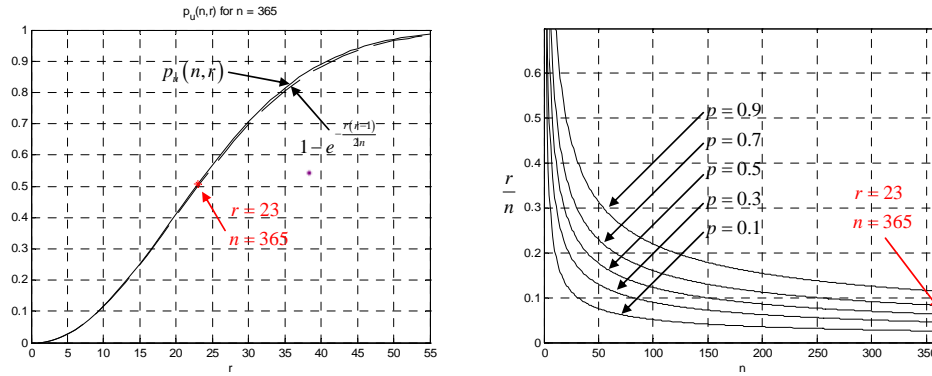 p_u(n,r) for n = 365
1
0.9
0.8
0.7
0.6
0.5
0.4
0.3
0.2
0.1
0
p_u(n,r)
1 − e^{−r(r−1)/2n}
r = 23
n = 365
0 5 10 15 20 25 30 35 40 45 50 55
r
0.6
0.5
0.4
0.3
0.2
0.1
0
r/n
p = 0.9
p = 0.7
p = 0.5
p = 0.3
p = 0.1
r = 23
n = 365
0 50 100 150 200 250 300 350
n